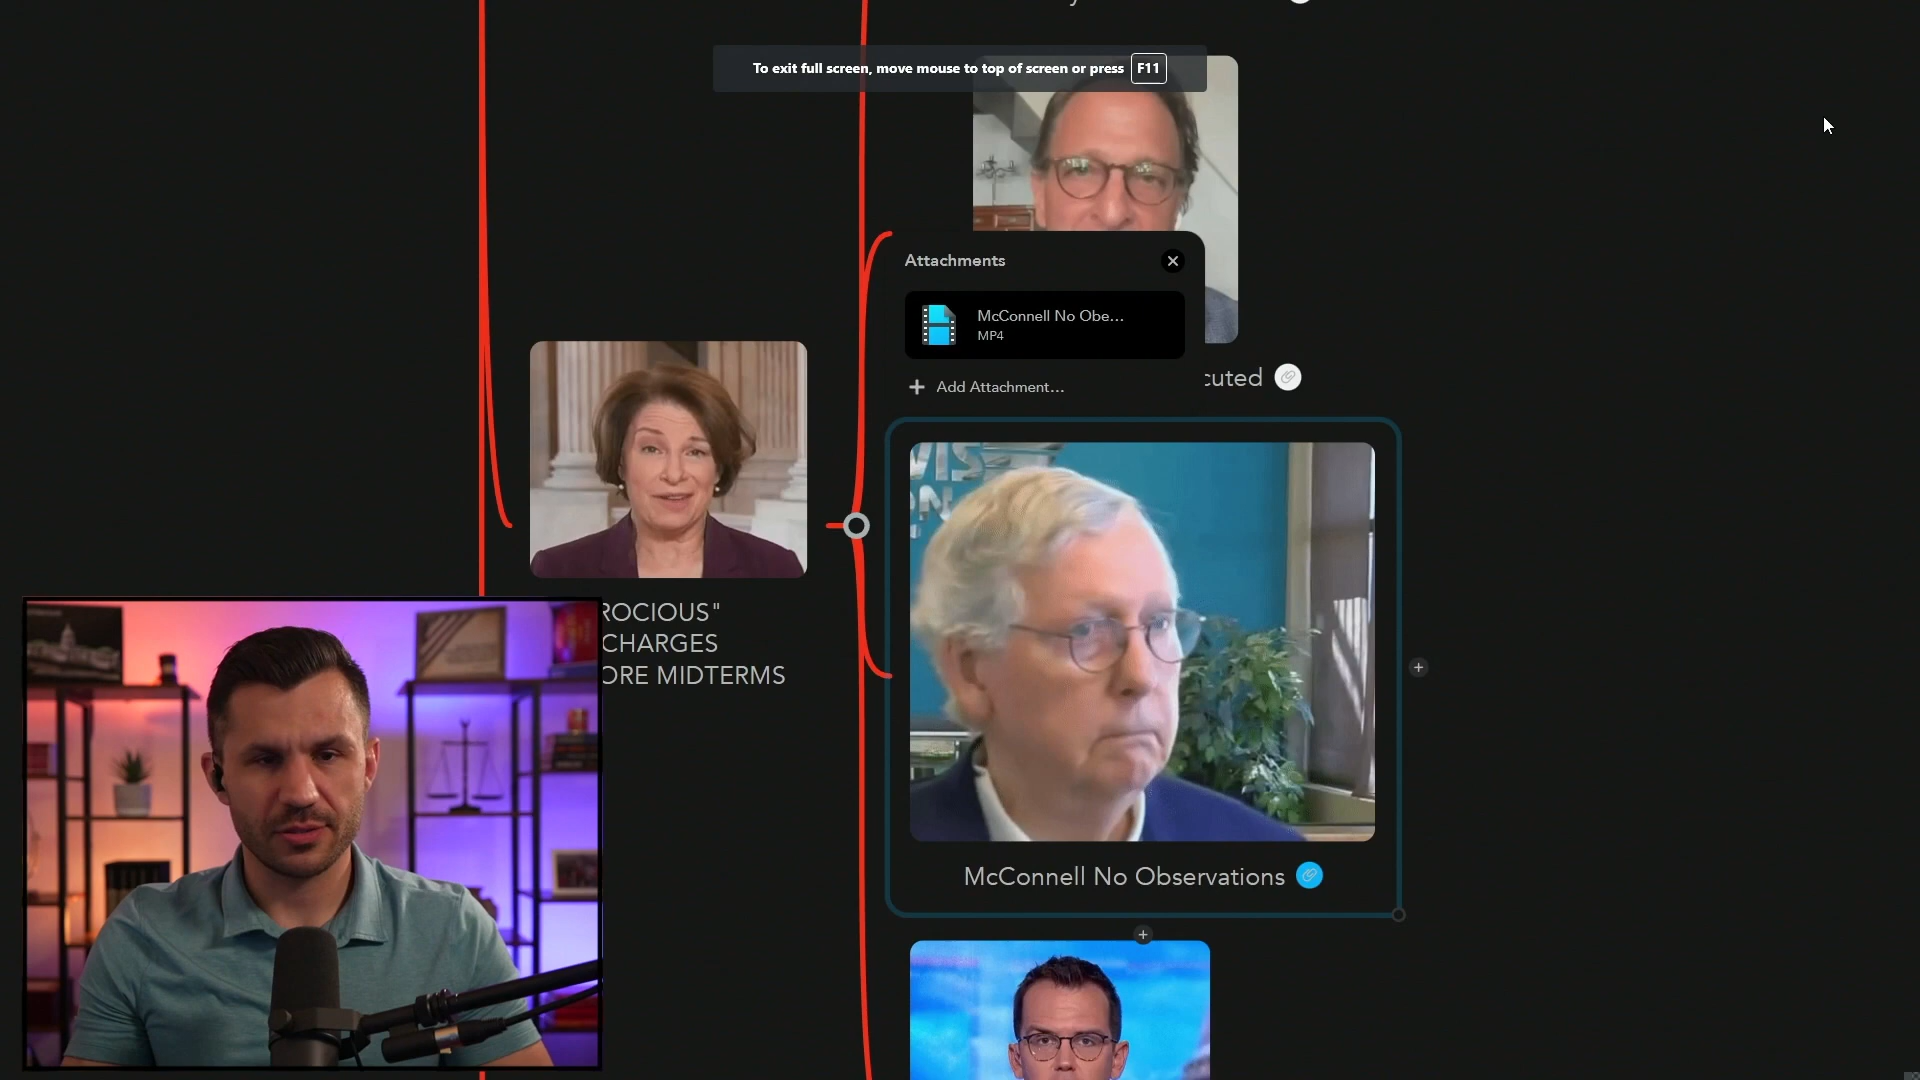 To exit full screen, move mouse to top of screen or press F11
Attachments
McConnell No Obe...
MP4
Add Attachment...
cuted
ROCIOUS"
CHARGES
ORE MIDTERMS
McConnell No Observations